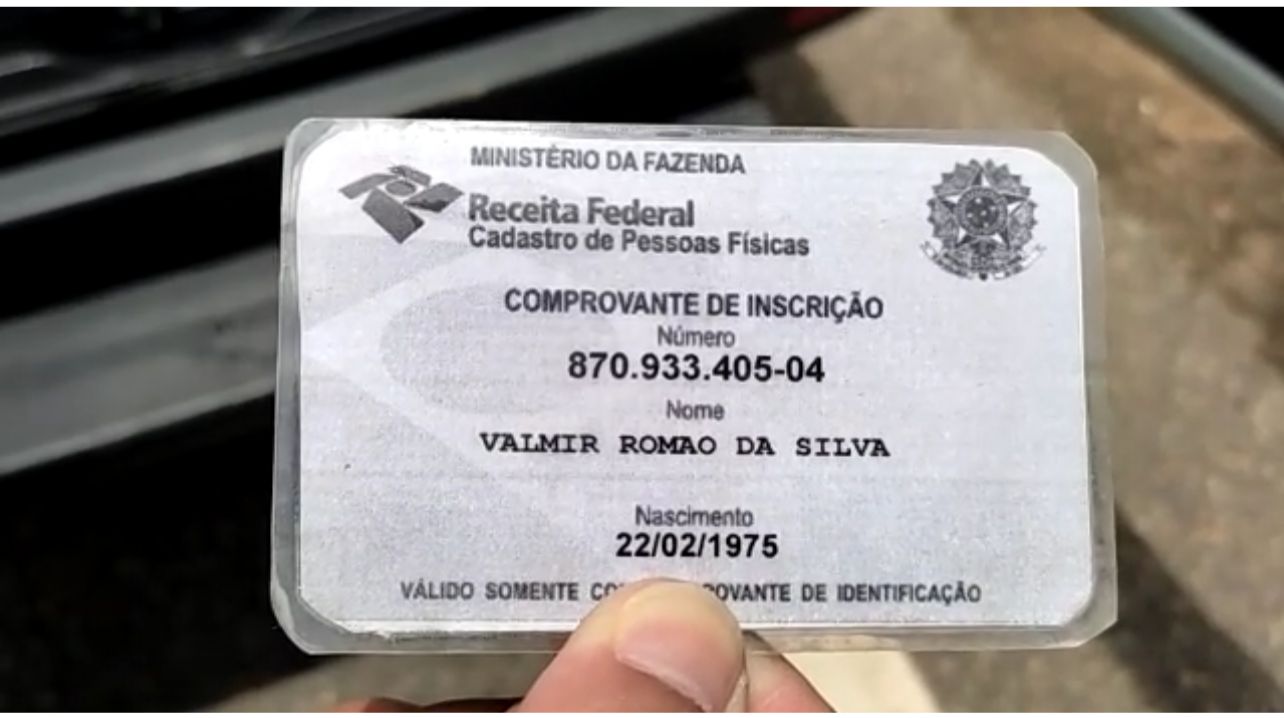 MINISTÉRIO DA FAZENDA
Receita Federal
Cadastro de Pessoas Físicas
COMPROVANTE DE INSCRIÇÃO
Número
870.933.405-04
Nome
VALMIR ROMAO DA SILVA
Nascimento
22/02/1975
VÁLIDO SOMENTE DE IDENTIFICAÇÃO